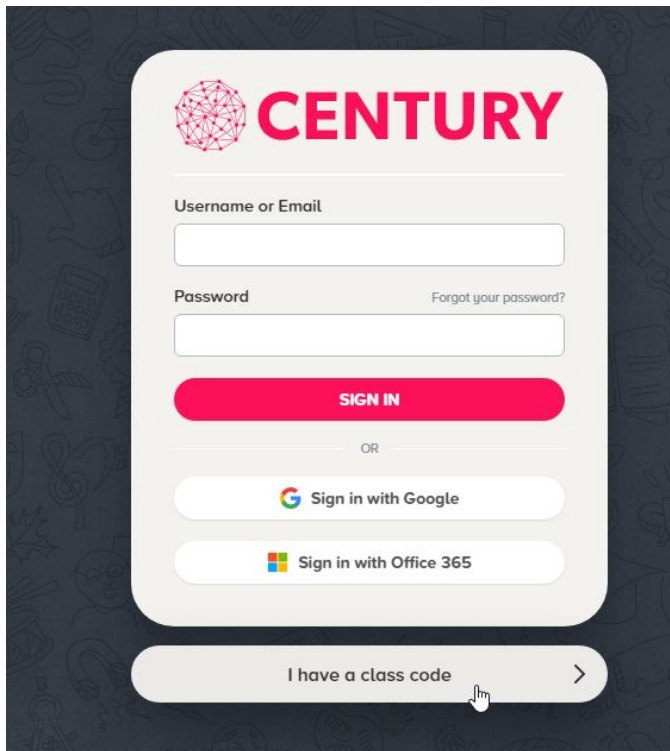 CENTURY
Username or Email
Password
Forgot your password?
SIGN IN
OR
Sign in with Google
Sign in with Office 365
I have a class code